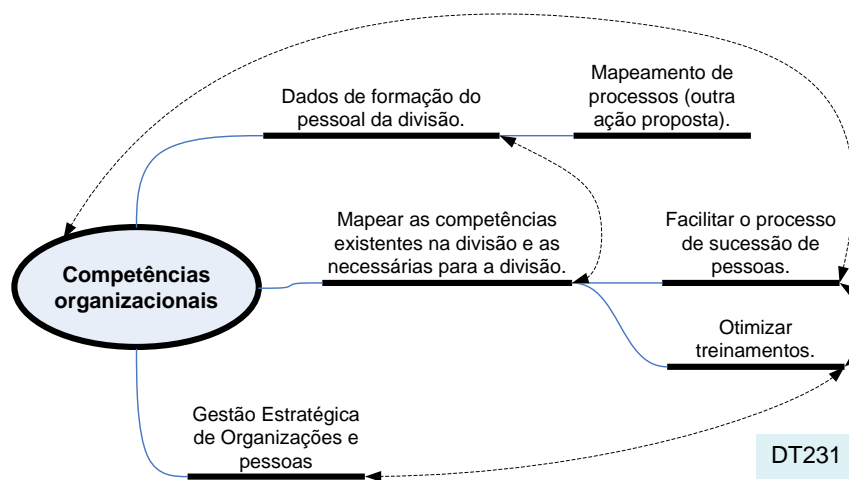 Dados de formação do
pessoal da divisão.
Mapeamento de
processos (outra
ação proposta).
Competências
organizacionais
Mapear as competências
existentes na divisão e as
necessárias para a divisão.
Facilitar o processo
de sucessão de
pessoas.
Otimizar
treinamentos.
Gestão Estratégica
de Organizações e
pessoas
DT231